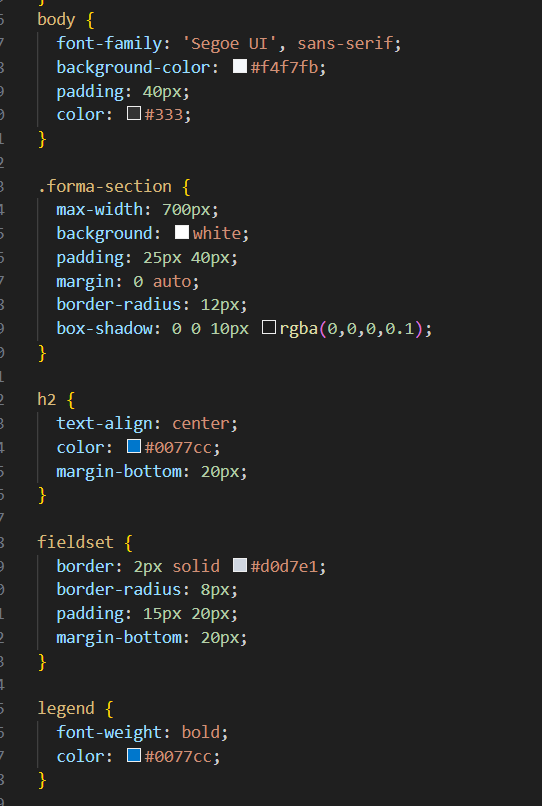 body {
font-family: 'Segoe UI', sans-serif;
background-color: #f4f7fb;
padding: 40px;
color: #333;
}
.forma-section {
max-width: 700px;
background: white;
padding: 25px 40px;
margin: 0 auto;
border-radius: 12px;
box-shadow: 0 0 10px rgba(0,0,0,0.1);
}
h2 {
text-align: center;
color: #0077cc;
margin-bottom: 20px;
}
fieldset {
border: 2px solid #d0d7e1;
border-radius: 8px;
padding: 15px 20px;
margin-bottom: 20px;
}
legend {
font-weight: bold;
color: #0077cc;
}